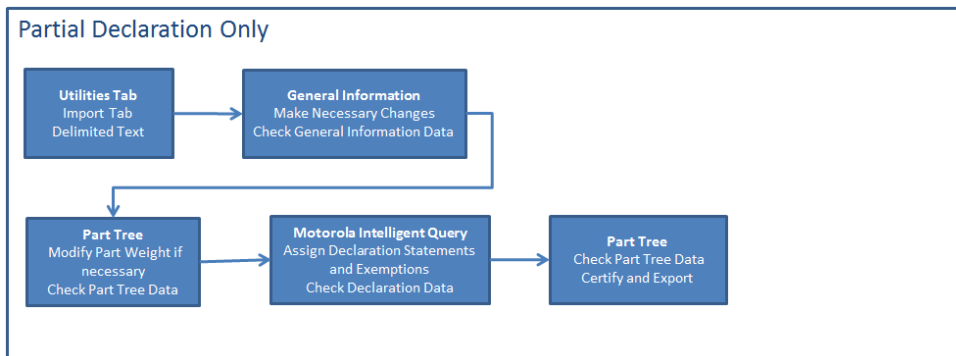 Partial Declaration Only
Utilities Tab
Import Tab
Delimited Text
General Information
Make Necessary Changes
Check General Information Data
Part Tree
Modify Part Weight if
necessary
Check Part Tree Data
Motorola Intelligent Query
Assign Declaration Statements
and Exemptions
Check Declaration Data
Part Tree
Check Part Tree Data
Certify and Export